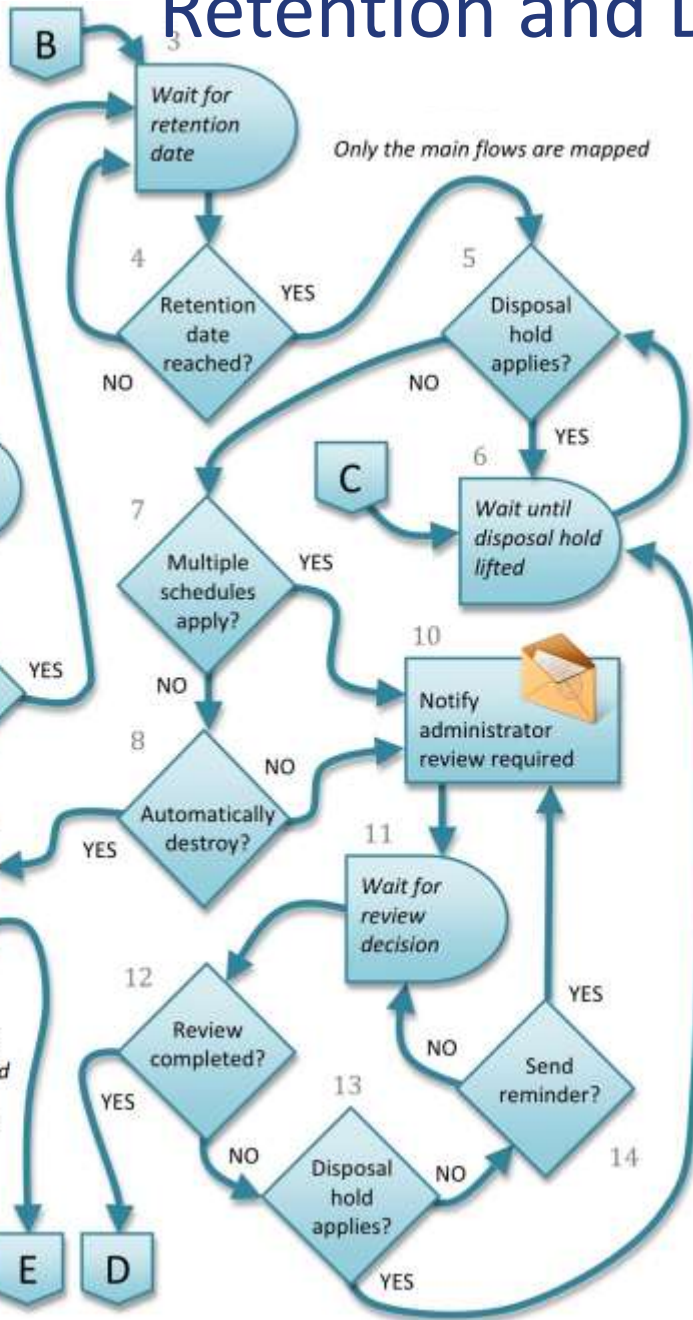 Retention and
B
3
Wait for
retention
date
Only the main flows are mapped
4
Retention
date
reached?
YES
NO
5
Disposal
hold
applies?
NO
YES
6
Wait until
disposal hold
lifted
C
7
Multiple
schedules
apply?
YES
NO
YES
8
Automatically
destroy?
NO
YES
10
Notify
administrator
review required
11
Wait for
review
decision
12
Review
completed?
YES
NO
13
Disposal
hold
applies?
NO
YES
14
Send
reminder?
NO
YES
E
D